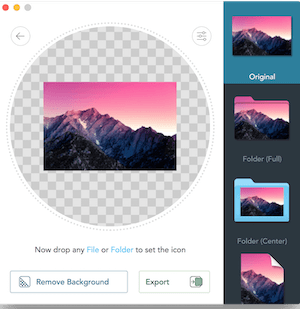 Original
Folder (Full)
Now drop any File or Folder to set the icon
Folder (Center)
Remove Background
Export